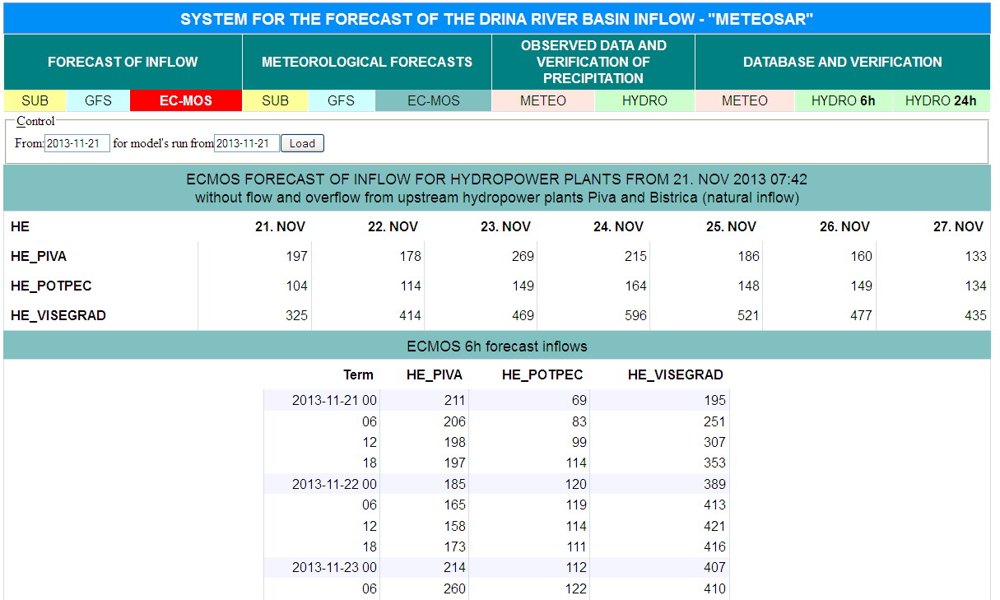 SYSTEM FOR THE FORECAST OF THE DRINA RIVER BASIN INFLOW - "METEOSAR"
FORECAST OF INFLOW METEOROLOGICAL FORECASTS OBSERVED DATA AND VERIFICATION OF PRECIPITATION DATABASE AND VERIFICATION
SUB GFS EC-MOS SUB GFS EC-MOS METEO HYDRO METEO HYDRO 6h HYDRO 24h
Control
From: 2013-11-21 for model's run from 2013-11-21 Load
ECMOS FORECAST OF INFLOW FOR HYDROPOWER PLANTS FROM 21. NOV 2013 07:42
without flow and overflow from upstream hydropower plants Piva and Bistrica (natural inflow)
HE 21. NOV 22. NOV 23. NOV 24. NOV 25. NOV 26. NOV 27. NOV
HE_PIVA 197 178 269 215 186 160 133
HE_POTPEC 104 114 149 164 148 149 134
HE_VISEGRAD 325 414 469 596 521 477 435
ECMOS 6h forecast inflows
Term HE_PIVA HE_POTPEC HE_VISEGRAD
2013-11-21 00 211 69 195
06 206 83 251
12 198 99 307
18 197 114 353
2013-11-22 00 185 120 389
06 165 119 413
12 158 114 421
18 173 111 416
2013-11-23 00 214 112 407
06 260 122 410